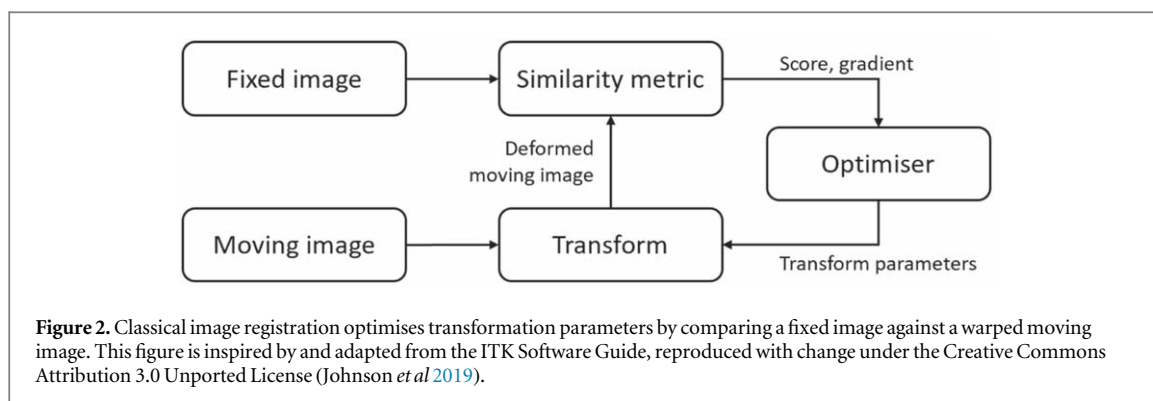 Fixed image
Similarity metric
Score, gradient
Deformed
moving image
Optimiser
Moving image
Transform
Transform parameters
Figure 2. Classical image registration optimises transformation parameters by comparing a fixed image against a warped moving
image. This figure is inspired by and adapted from the ITK Software Guide, reproduced with change under the Creative Commons
Attribution 3.0 Unported License (Johnson et al 2019).